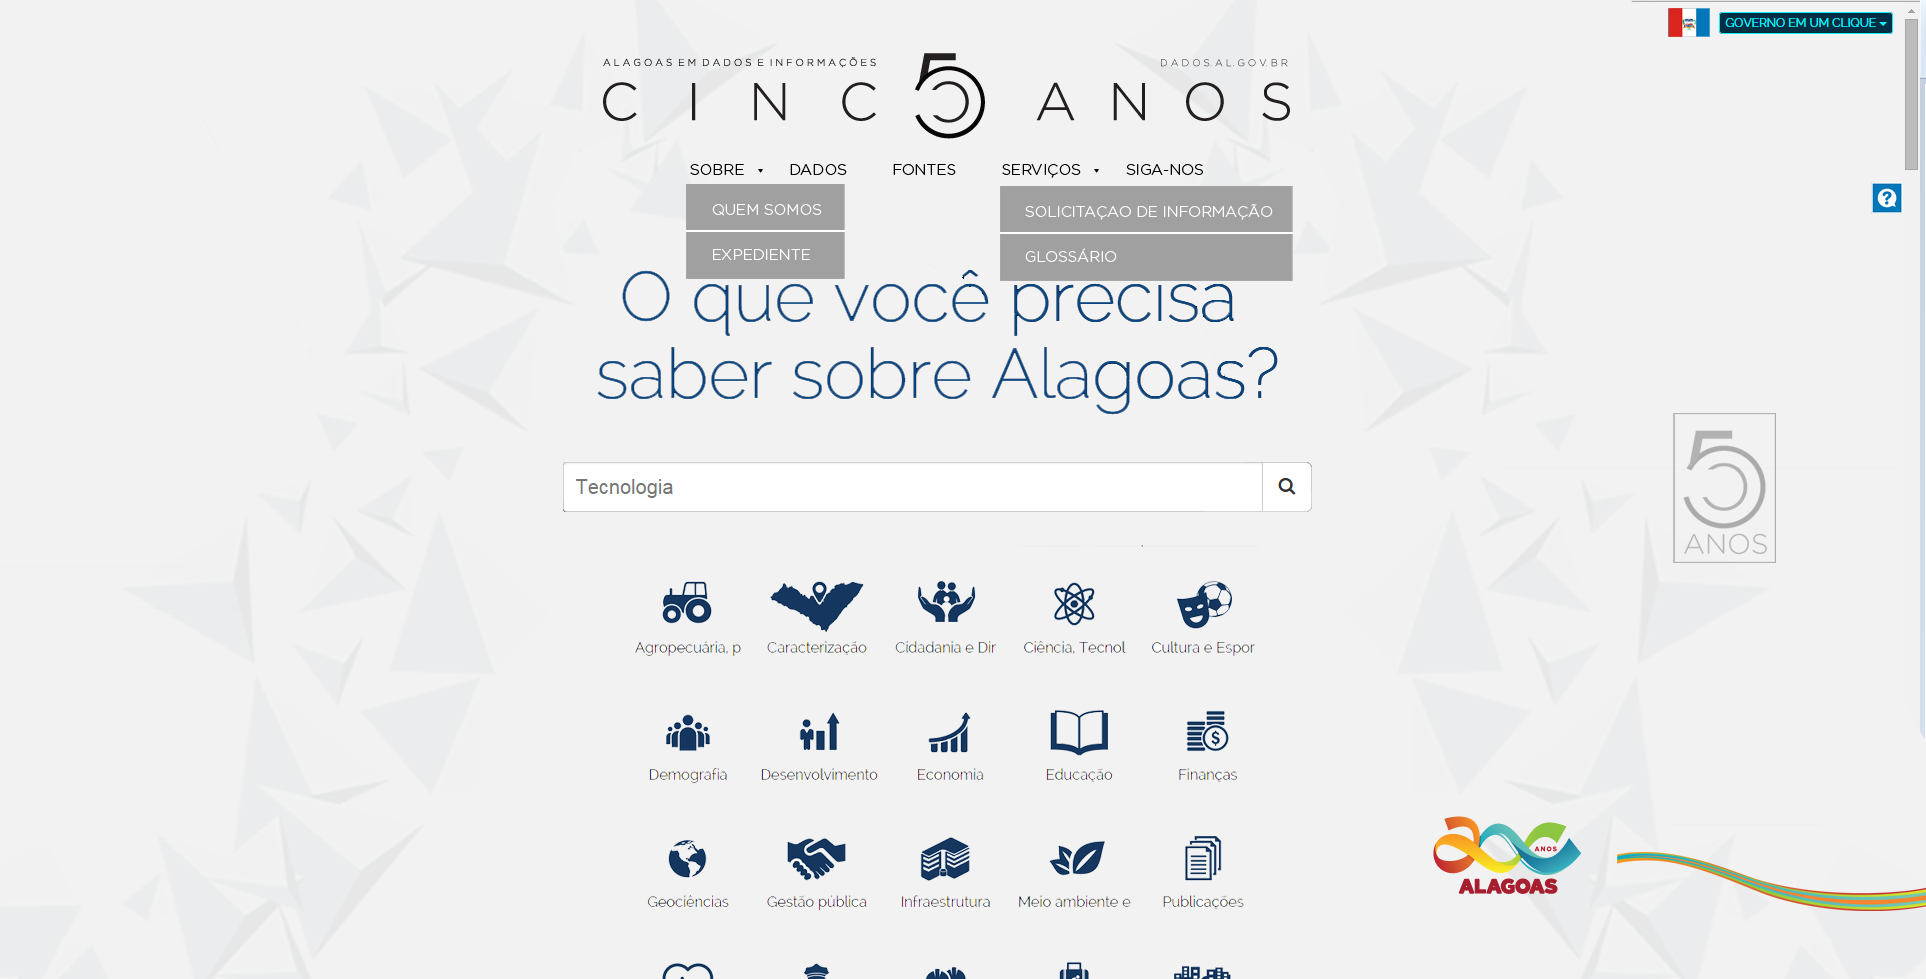 GOVERNO EM UM CLIQUE
ALAGOAS EM DADOS E INFORMAÇÕES
DADOS.AL.GOV.BR
CINC5 ANOS
SOBRE DADOS FONTES SERVIÇOS SIGA-NOS
QUEM SOMOS
EXPEDIENTE
SOLICITAÇAO DE INFORMAÇÃO
GLOSSÁRIO
O que você precisa
saber sobre Alagoas?
Tecnologia
5
ANOS
Agropecuária, p
Caracterização
Cidadania e Dir
Ciência, Tecnol
Cultura e Espor
Demografia
Desenvolvimento
Economia
Educação
Finanças
Geociências
Gestão pública
Infraestrutura
Meio ambiente e
Publicações
200
ANOS
ALAGOAS